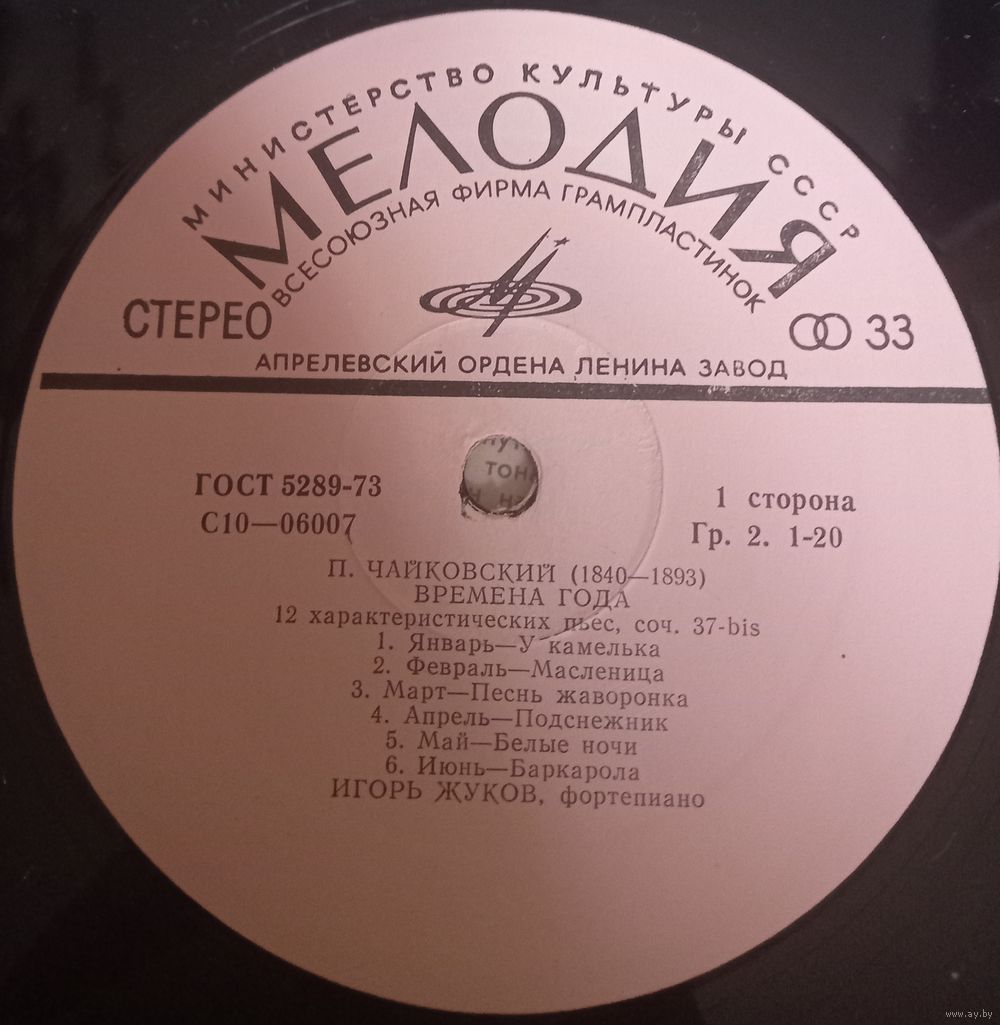 МИНИСТЕРСТВО КУЛЬТУРЫ СССР
МЕЛОДИЯ
ВСЕСОЮЗНАЯ ФИРМА ГРАМПЛАСТИНОК
СТЕРЕО
33
АПРЕЛЕВСКИЙ ОРДЕНА ЛЕНИНА ЗАВОД
ГОСТ 5289-73
1 сторона
С10—06007
Гр. 2. 1-20
П. ЧАЙКОВСКИЙ (1840—1893)
ВРЕМЕНА ГОДА
12 характеристических пьес, соч. 37-bis
1. Январь—У камелька
2. Февраль—Масленица
3. Март—Песнь жаворонка
4. Апрель—Подснежник
5. Май—Белые ночи
6. Июнь—Баркарола
ИГОРЬ ЖУКОВ, фортепиано
www.ay.by